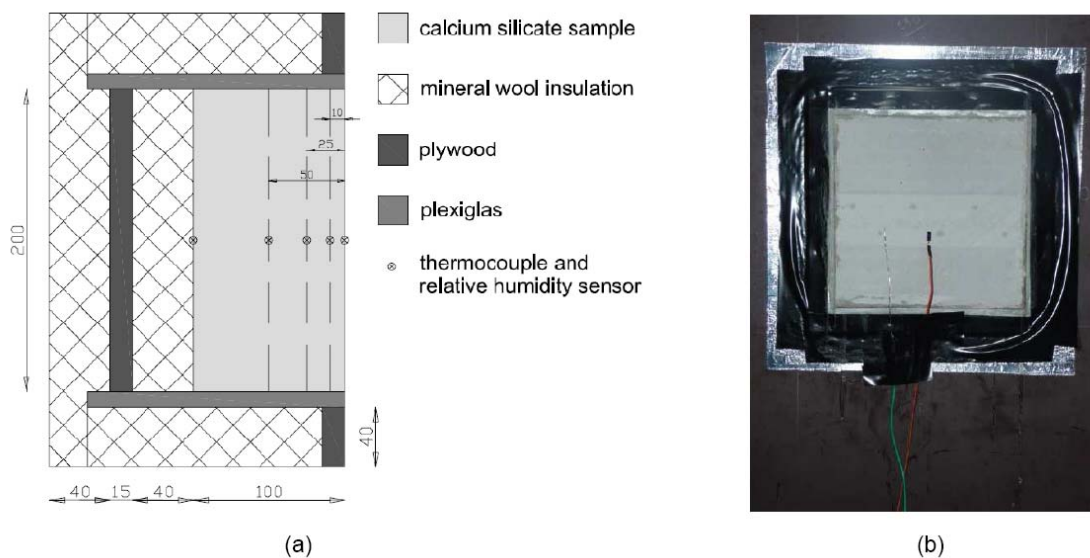 calcium silicate sample
mineral wool insulation
10
25
plywood
50
plexiglas
200
thermocouple and
relative humidity sensor
40
40 15 40 100
(a) (b)